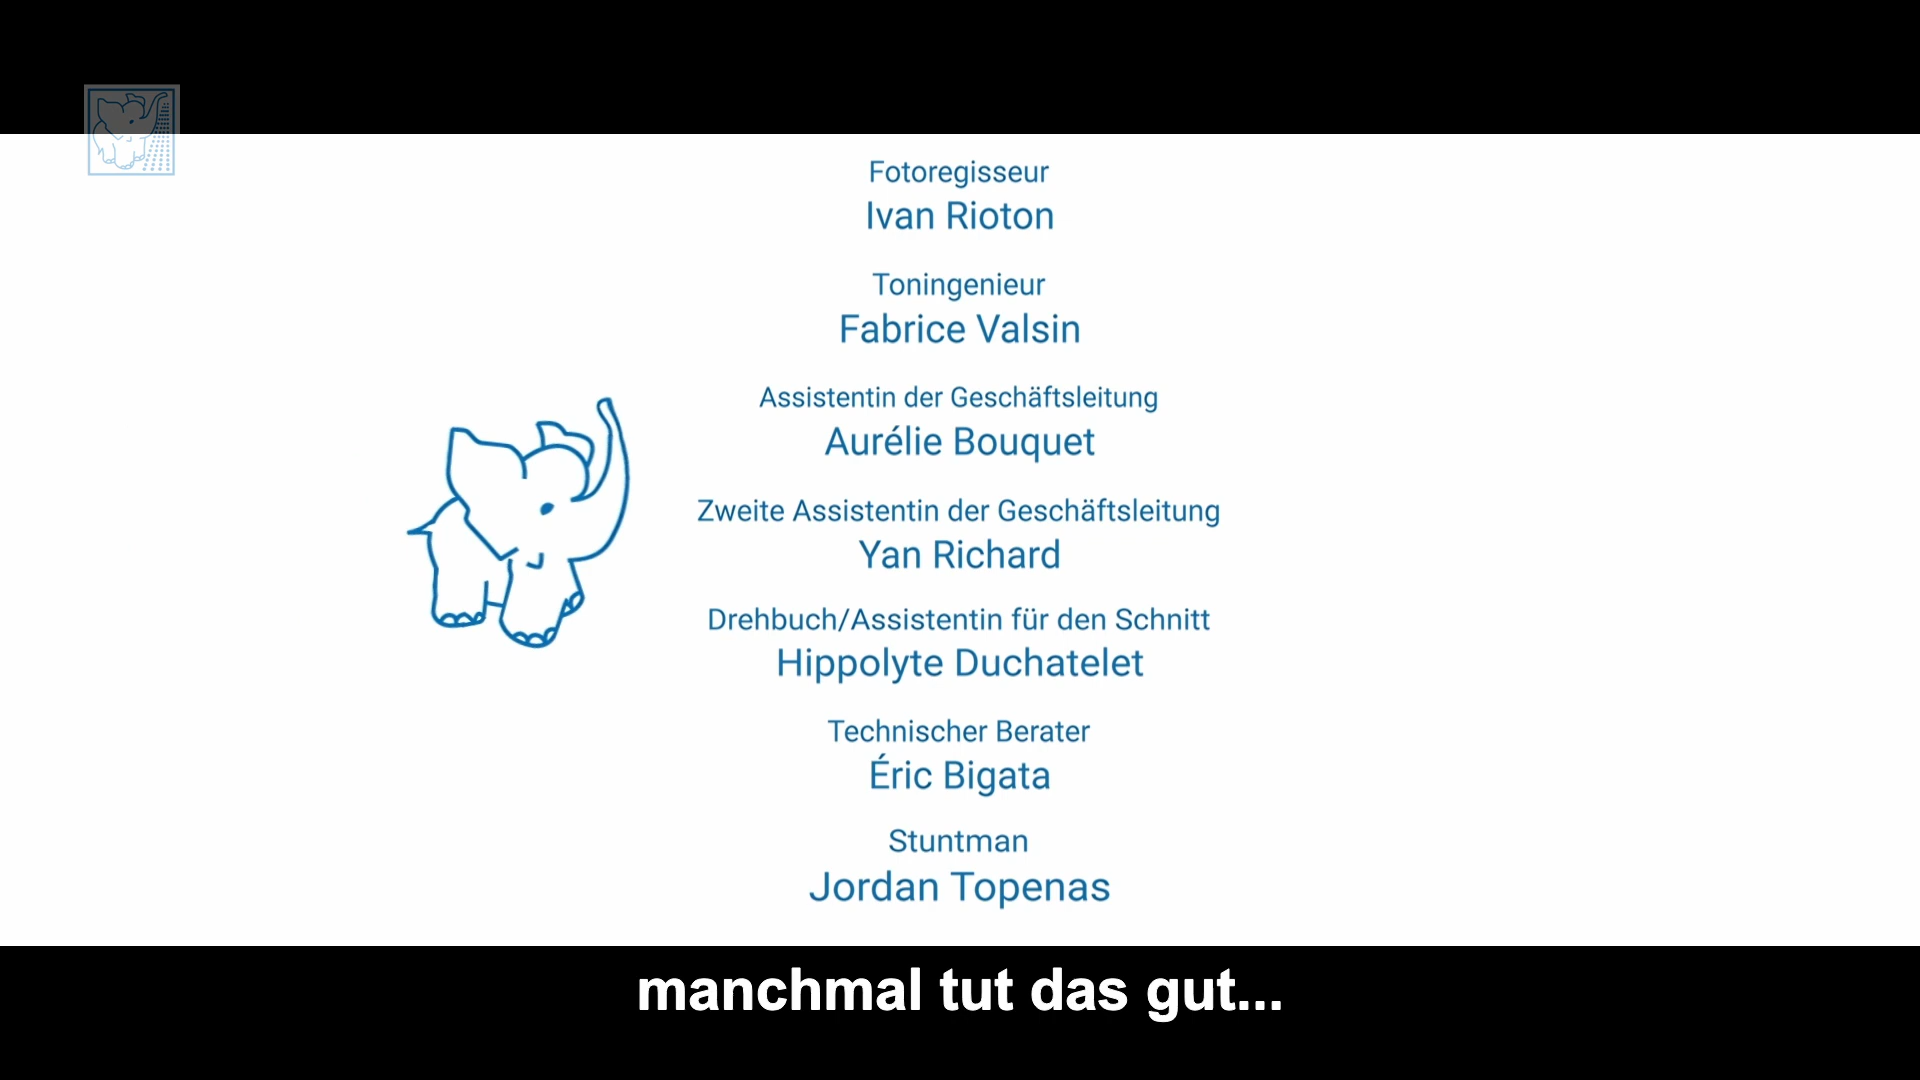 Fotoregisseur
Ivan Rioton
Toningenieur
Fabrice Valsin
Assistentin der Geschäftsleitung
Aurélie Bouquet
Zweite Assistentin der Geschäftsleitung
Yan Richard
Drehbuch/Assistentin für den Schnitt
Hippolyte Duchatelet
Technischer Berater
Éric Bigata
Stuntman
Jordan Topenas
manchmal tut das gut...